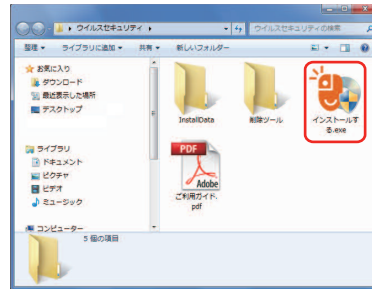 ウイルスセキュリティ
ウイルスセキュリティの検索
整理 ライブラリに追加 共有 新しいフォルダー
お気に入り
ダウンロード
最近表示した場所
デスクトップ
ライブラリ
ドキュメント
ピクチャ
ビデオ
ミュージック
コンピューター
InstallData
削除ツール
インストールす
る.exe
PDF
Adobe
ご利用ガイド.
pdf
5 個の項目